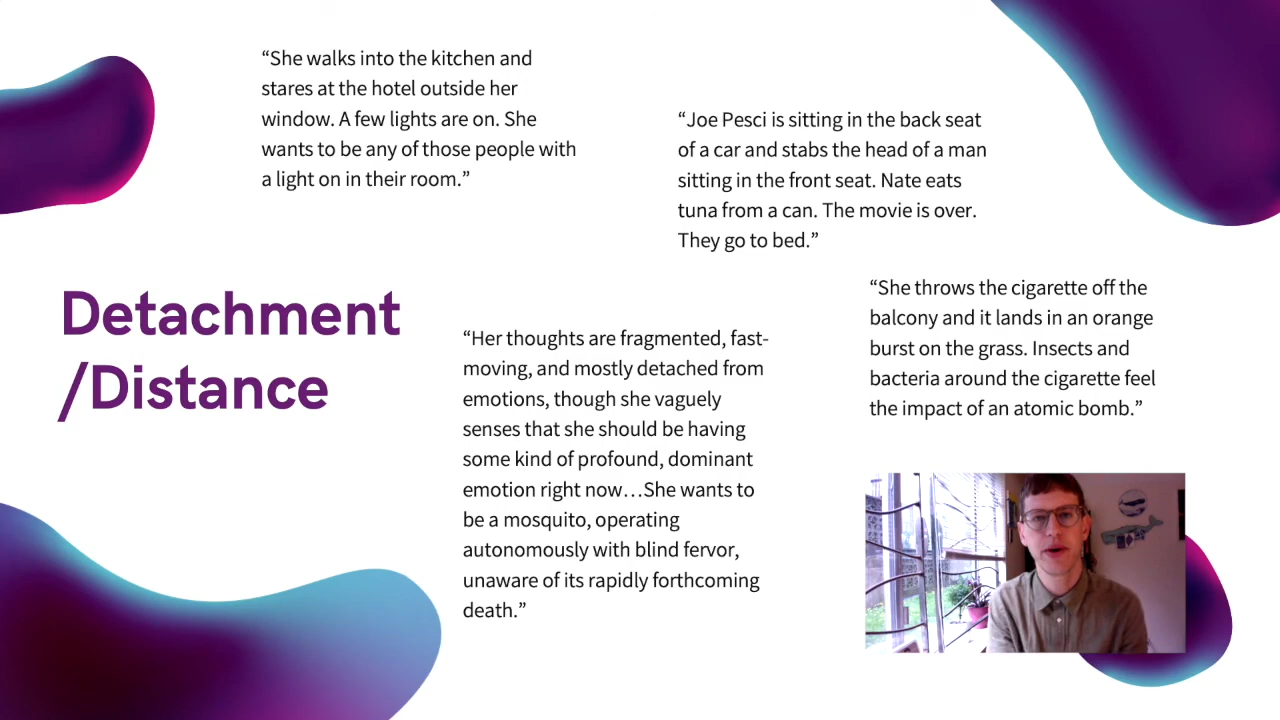 “She walks into the kitchen and
stares at the hotel outside her
window. A few lights are on. She
wants to be any of those people with
a light on in their room.”
“Joe Pesci is sitting in the back seat
of a car and stabs the head of a man
sitting in the front seat. Nate eats
tuna from a can. The movie is over.
They go to bed.”
Detachment
/Distance
“Her thoughts are fragmented, fast-
moving, and mostly detached from
emotions, though she vaguely
senses that she should be having
some kind of profound, dominant
emotion right now…She wants to
be a mosquito, operating
autonomously with blind fervor,
unaware of its rapidly forthcoming
death.”
“She throws the cigarette off the
balcony and it lands in an orange
burst on the grass. Insects and
bacteria around the cigarette feel
the impact of an atomic bomb.”